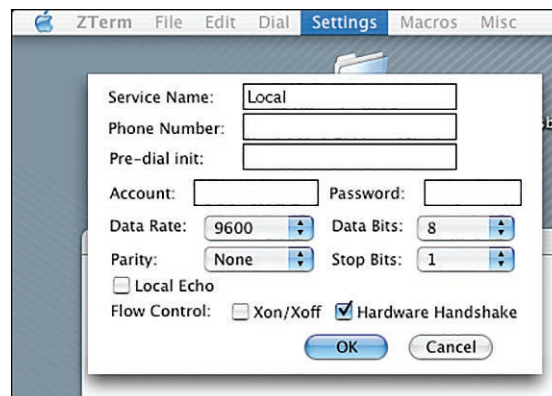 ZTerm File Edit Dial Settings Macros Misc
Service Name: Local
Phone Number:
Pre-dial init:
Account: Password:
Data Rate: 9600 Data Bits: 8
Parity: None Stop Bits: 1
Local Echo
Flow Control: Xon/Xoff Hardware Handshake
OK Cancel